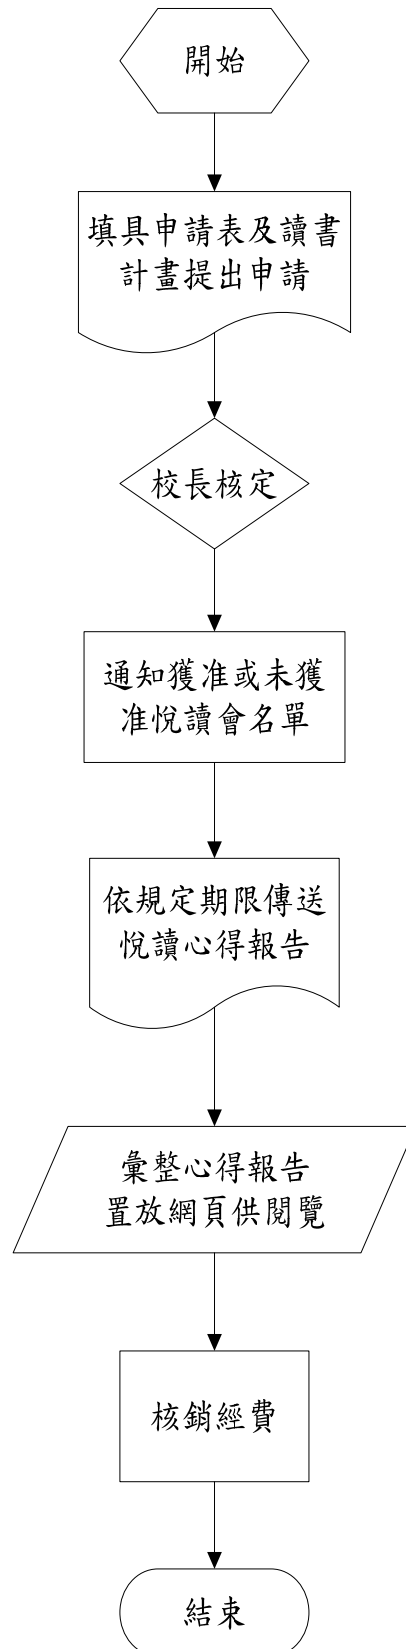 開始
填具申請表及讀書
計畫提出申請
校長核定
通知獲准或未獲
准悅讀會名單
依規定期限傳送
悅讀心得報告
彙整心得報告
置放網頁供閱覽
核銷經費
結束